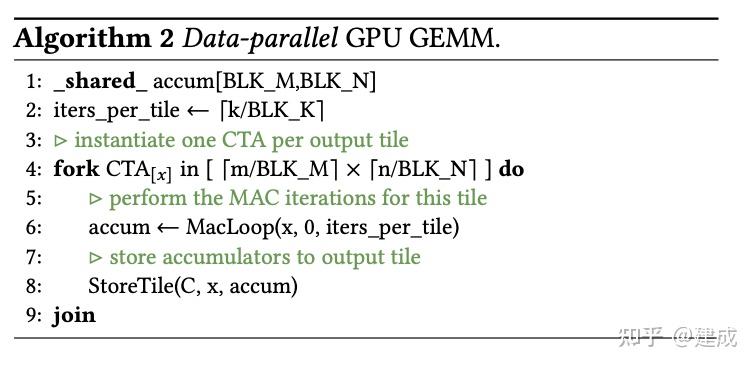 Algorithm 2 Data-parallel GPU GEMM.
1: _shared_ accum[BLK_M,BLK_N]
2: iters_per_tile ← ⌈k/BLK_K⌉
3: ▷ instantiate one CTA per output tile
4: fork CTA[x] in [ ⌈m/BLK_M⌉ × ⌈n/BLK_N⌉ ] do
5: ▷ perform the MAC iterations for this tile
6: accum ← MacLoop(x, 0, iters_per_tile)
7: ▷ store accumulators to output tile
8: StoreTile(C, x, accum)
9: join
知乎 @建成